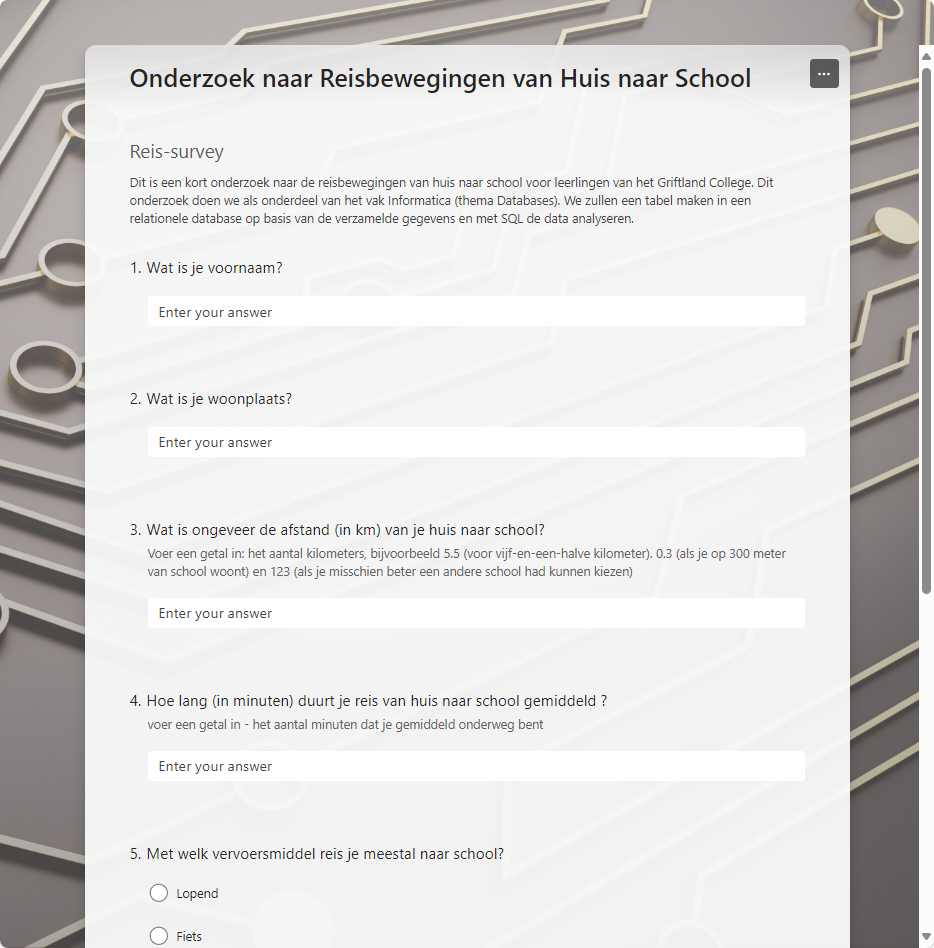 Onderzoek naar Reisbewegingen van Huis naar School
...
Reis-survey
Dit is een kort onderzoek naar de reisbewegingen van huis naar school voor leerlingen van het Griftland College. Dit
onderzoek doen we als onderdeel van het vak Informatica (thema Databases). We zullen een tabel maken in een
relationele database op basis van de verzamelde gegevens en met SQL de data analyseren.
1. Wat is je voornaam?
Enter your answer
2. Wat is je woonplaats?
Enter your answer
3. Wat is ongeveer de afstand (in km) van je huis naar school?
Voer een getal in: het aantal kilometers, bijvoorbeeld 5.5 (voor vijf-en-een-halve kilometer). 0.3 (als je op 300 meter
van school woont) en 123 (als je misschien beter een andere school had kunnen kiezen)
Enter your answer
4. Hoe lang (in minuten) duurt je reis van huis naar school gemiddeld ?
voer een getal in - het aantal minuten dat je gemiddeld onderweg bent
Enter your answer
5. Met welk vervoersmiddel reis je meestal naar school?
Lopend
Fiets